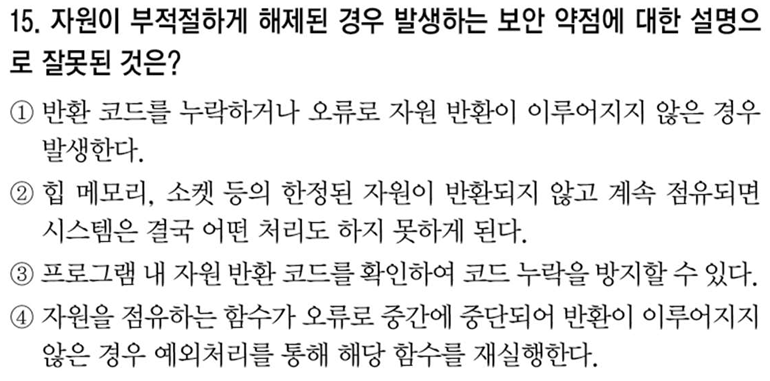 15. 자원이 부적절하게 해제된 경우 발생하는 보안 약점에 대한 설명으
로 잘못된 것은?
① 반환 코드를 누락하거나 오류로 자원 반환이 이루어지지 않은 경우
발생한다.
② 힙 메모리, 소켓 등의 한정된 자원이 반환되지 않고 계속 점유되면
시스템은 결국 어떤 처리도 하지 못하게 된다.
③ 프로그램 내 자원 반환 코드를 확인하여 코드 누락을 방지할 수 있다.
④ 자원을 점유하는 함수가 오류로 중간에 중단되어 반환이 이루어지지
않은 경우 예외처리를 통해 해당 함수를 재실행한다.